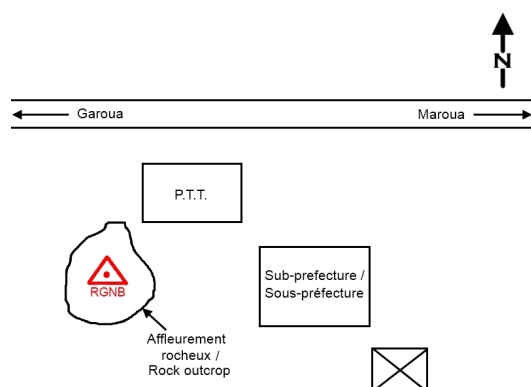 N
Garoua
Maroua
P.T.T.
RGNB
Sub-prefecture /
Sous-préfecture
Affleurement
rocheux /
Rock outcrop